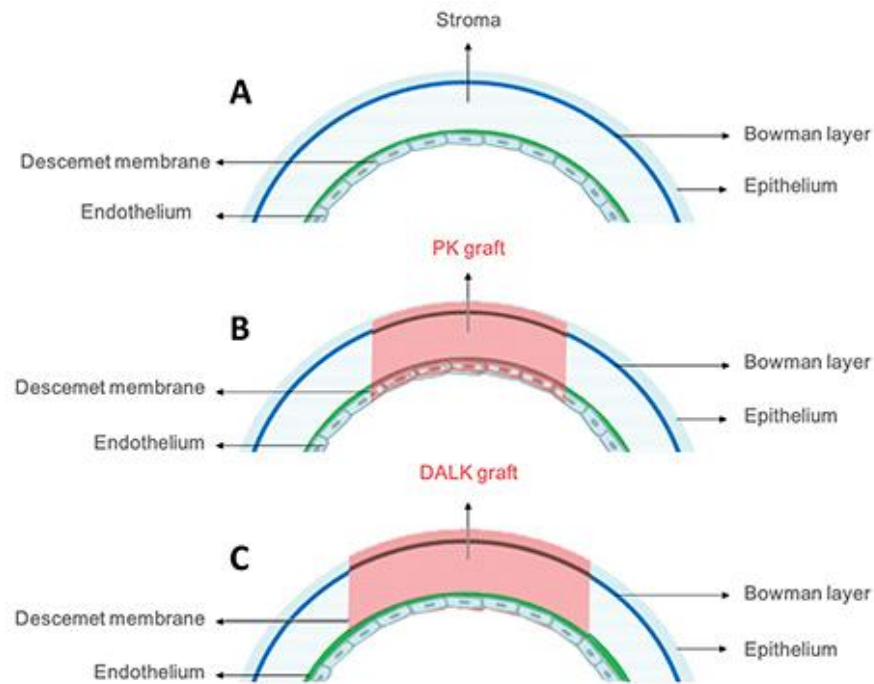 Stroma
A
Bowman layer
Descemet membrane
Epithelium
Endothelium
PK graft
B
Bowman layer
Descemet membrane
Epithelium
Endothelium
DALK graft
C
Bowman layer
Descemet membrane
Epithelium
Endothelium